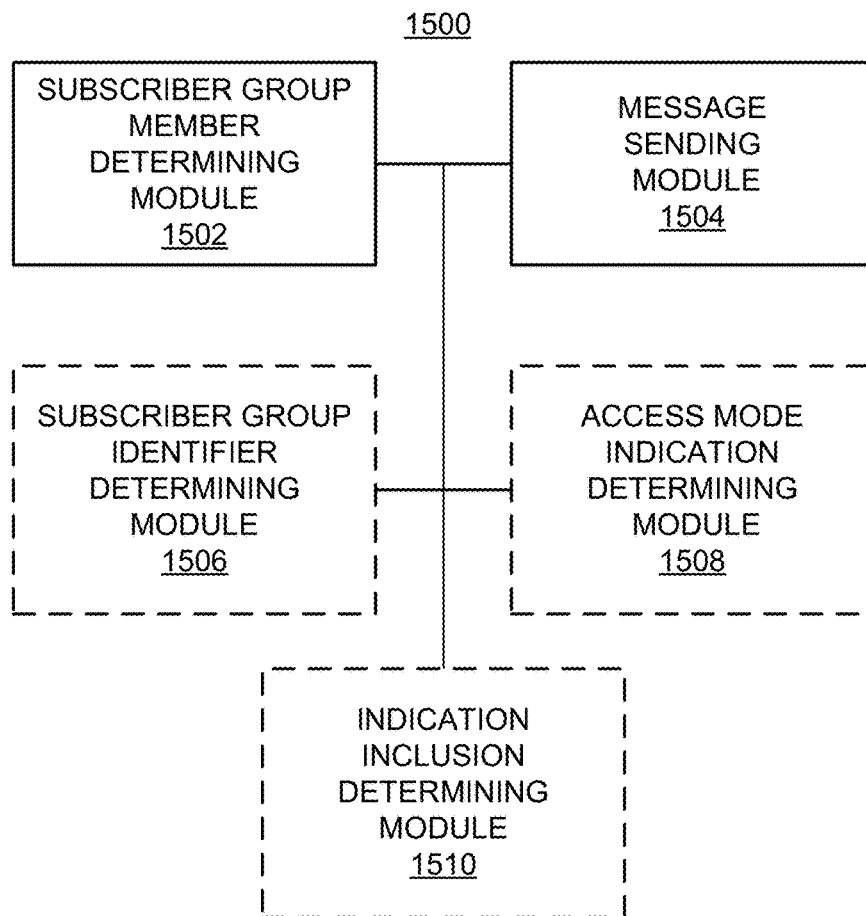 1500
SUBSCRIBER GROUP
MEMBER
DETERMINING
MODULE
1502
MESSAGE
SENDING
MODULE
1504
SUBSCRIBER GROUP
IDENTIFIER
DETERMINING
MODULE
1506
ACCESS MODE
INDICATION
DETERMINING
MODULE
1508
INDICATION
INCLUSION
DETERMINING
MODULE
1510